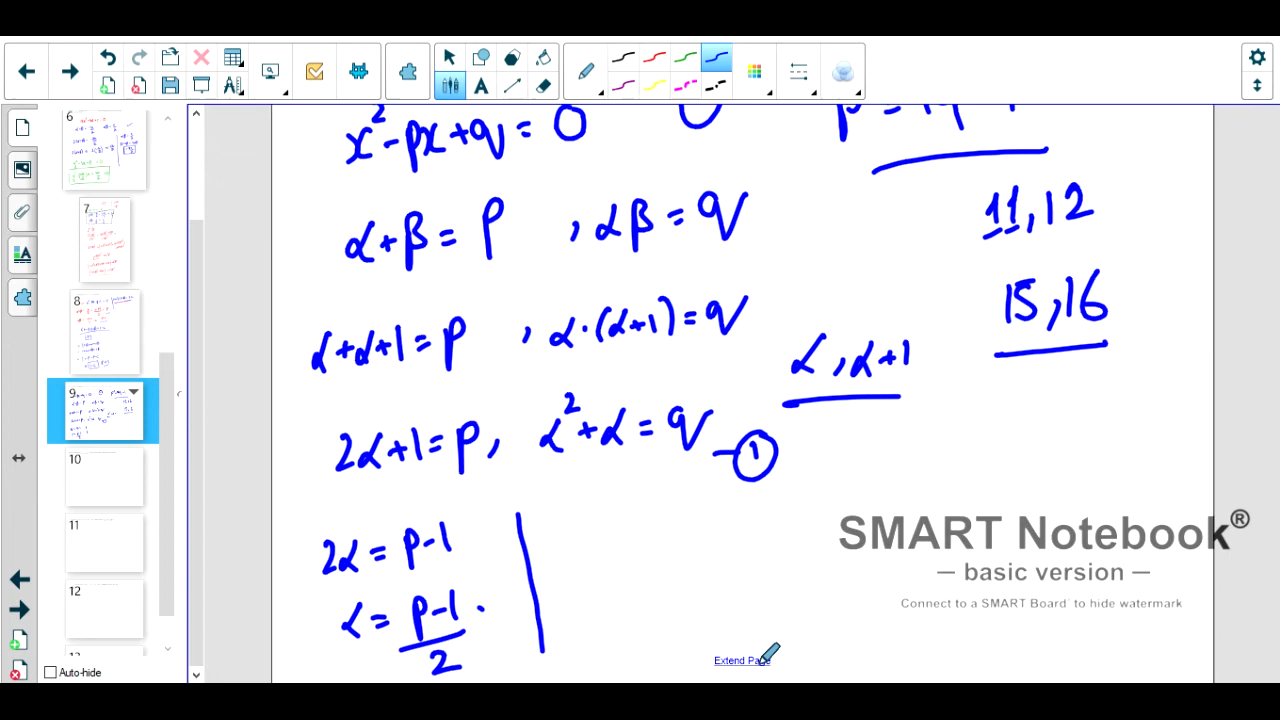 x² - px + q = 0
α + β = p , αβ = q
11, 12
15, 16
α + α + 1 = p , α · (α + 1) = q
α, α + 1
2α + 1 = p , α² + α = q - ①
2α = p - 1
α = p - 1 / 2
SMART Notebook®
— basic version —
Connect to a SMART Board® to hide watermark
Extend Page
6
7
8
9
10
11
12
Auto-hide